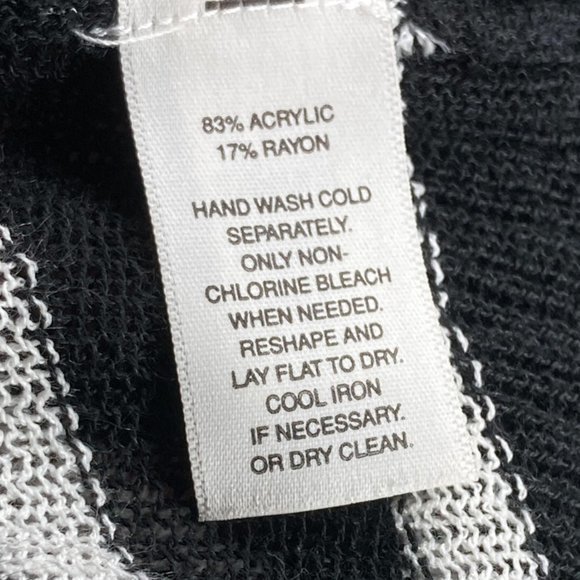 83% ACRYLIC
17% RAYON
HAND WASH COLD
SEPARATELY.
ONLY NON-
CHLORINE BLEACH
WHEN NEEDED.
RESHAPE AND
LAY FLAT TO DRY.
COOL IRON
IF NECESSARY.
OR DRY CLEAN.